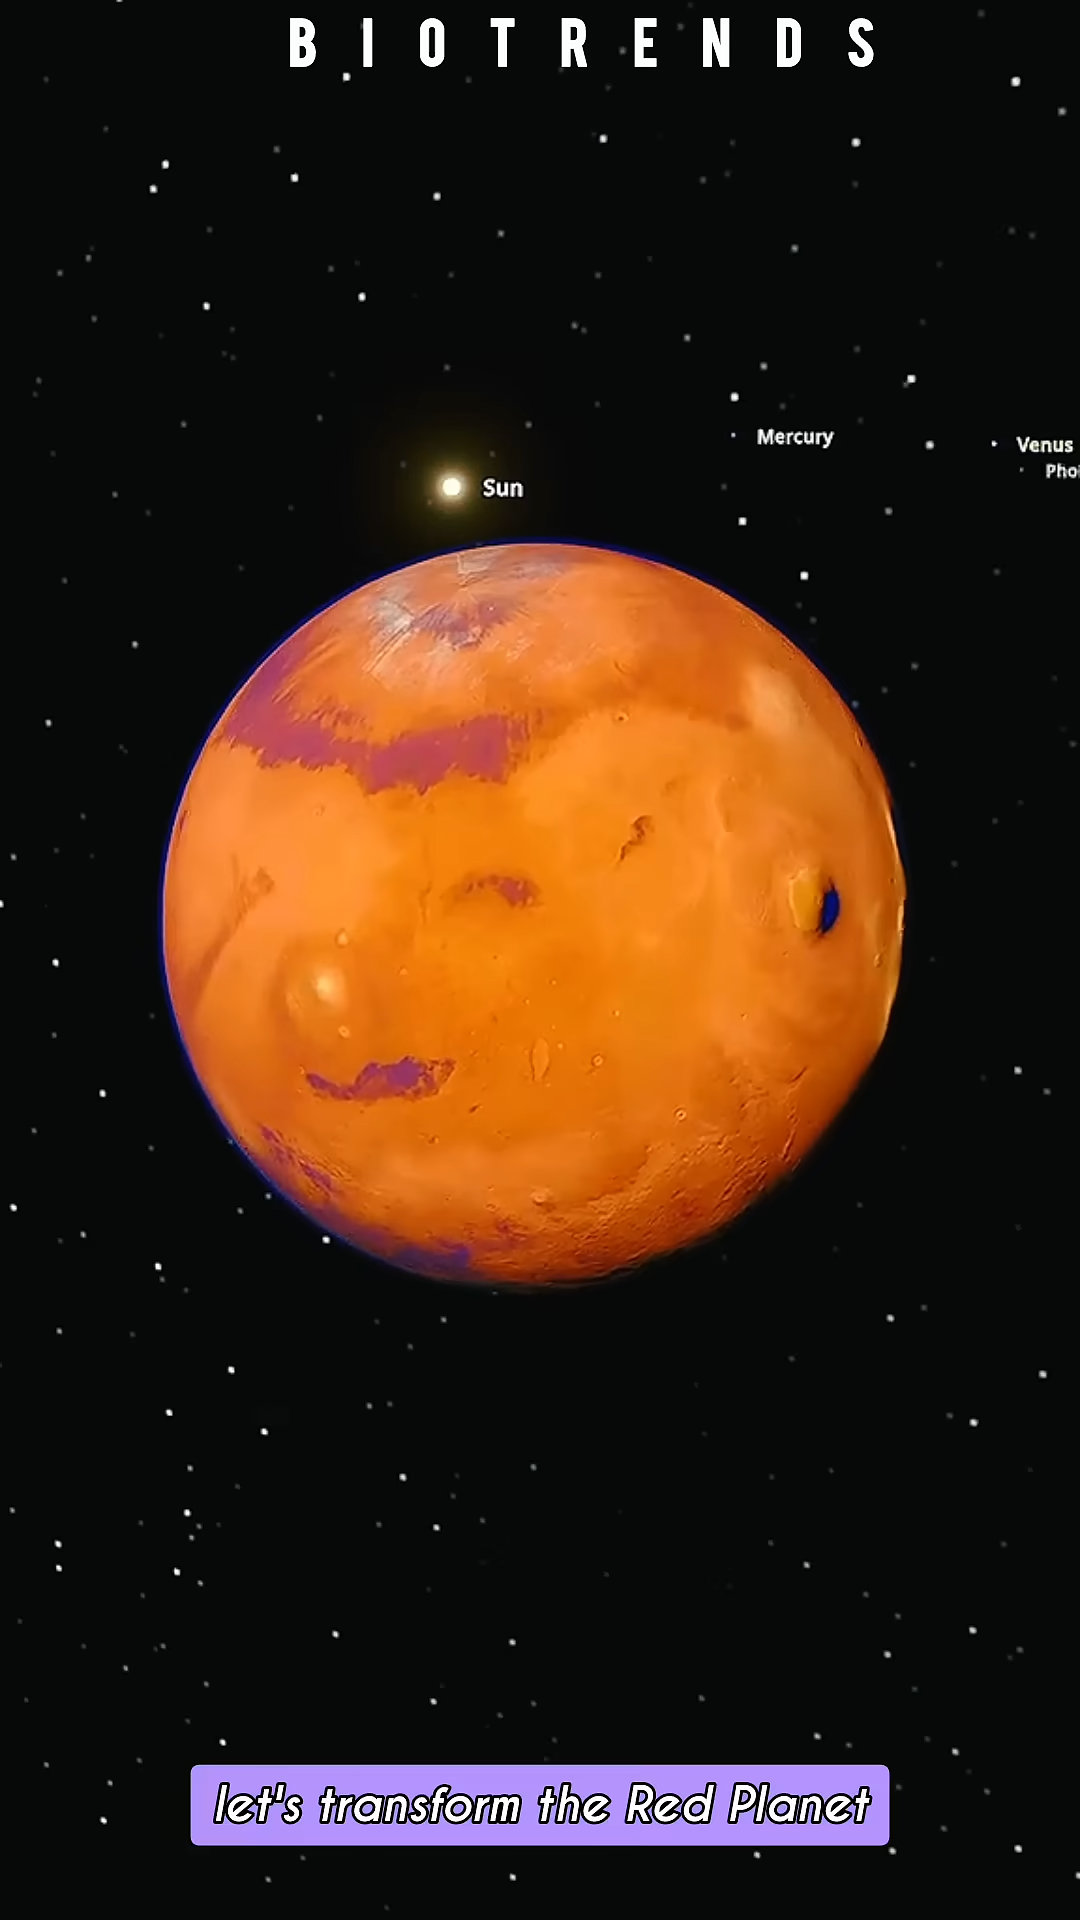 BIOTRENDS
Mercury
Venus
Sun
let's transform the Red Planet